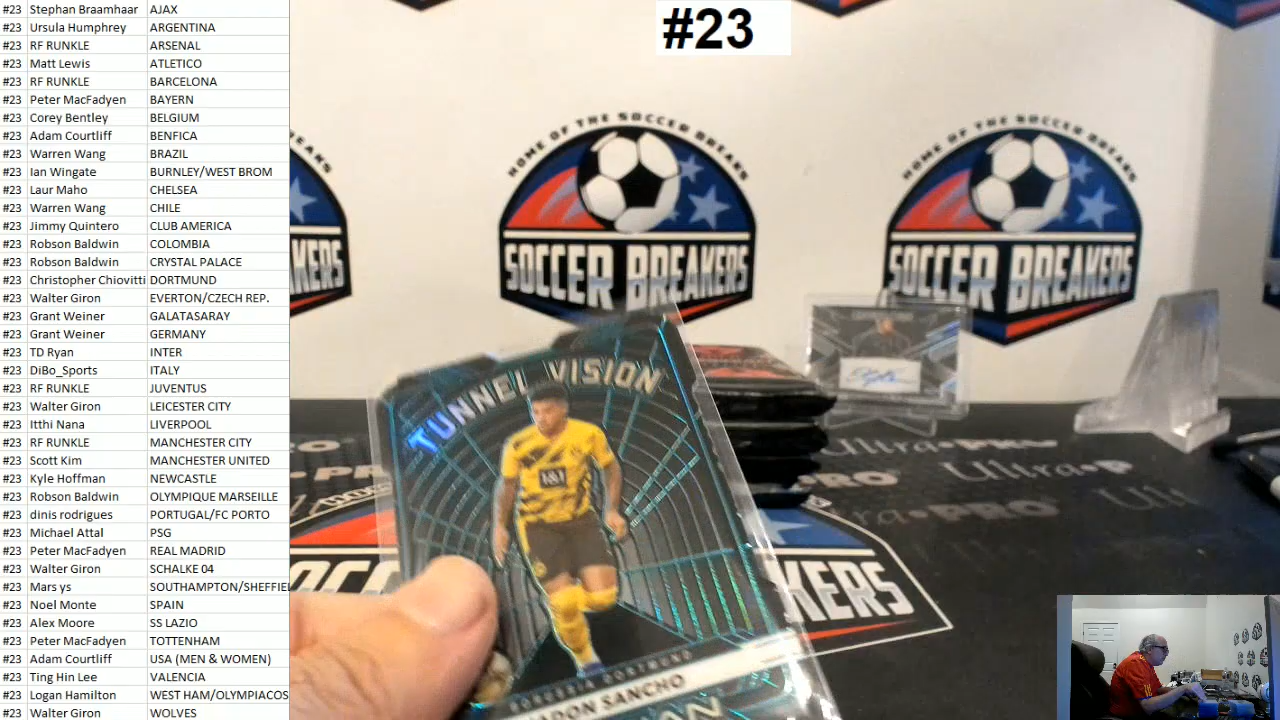 #23 Stephan Braamhaar AJAX
#23 Ursula Humphrey ARGENTINA
#23 RF RUNKLE ARSENAL
#23 Matt Lewis ATLETICO
#23 RF RUNKLE BARCELONA
#23 Peter MacFadyen BAYERN
#23 Corey Bentley BELGIUM
#23 Adam Courtliff BENFICA
#23 Warren Wang BRAZIL
#23 Ian Wingate BURNLEY/WEST BROM
#23 Laur Maho CHELSEA
#23 Warren Wang CHILE
#23 Jimmy Quintero CLUB AMERICA
#23 Robson Baldwin COLOMBIA
#23 Robson Baldwin CRYSTAL PALACE
#23 Christopher Chiovitti DORTMUND
#23 Walter Giron EVERTON/CZECH REP.
#23 Grant Weiner GALATASARAY
#23 Grant Weiner GERMANY
#23 TD Ryan INTER
#23 DiBo_Sports ITALY
#23 RF RUNKLE JUVENTUS
#23 Walter Giron LEICESTER CITY
#23 Itthi Nana LIVERPOOL
#23 RF RUNKLE MANCHESTER CITY
#23 Scott Kim MANCHESTER UNITED
#23 Kyle Hoffman NEWCASTLE
#23 Robson Baldwin OLYMPIQUE MARSEILLE
#23 dinis rodrigues PORTUGAL/FC PORTO
#23 Michael Attal PSG
#23 Peter MacFadyen REAL MADRID
#23 Walter Giron SCHALKE 04
#23 Mars ys SOUTHAMPTON/SHEFFIEL
#23 Noel Monte SPAIN
#23 Alex Moore SS LAZIO
#23 Peter MacFadyen TOTTENHAM
#23 Adam Courtliff USA (MEN & WOMEN)
#23 Ting Hin Lee VALENCIA
#23 Logan Hamilton WEST HAM/OLYMPIACOS
#23 Walter Giron WOLVES
#23
HOME OF THE SOCCER BREAKS
SOCCER BREAKERS
HOME OF THE SOCCER BREAKS
SOCCER BREAKERS
EAKS
KERS
TUNNEL VISION
1&1
DORTMUND
SANCHO
Ultra PRO
Ultra
PRO
KERS